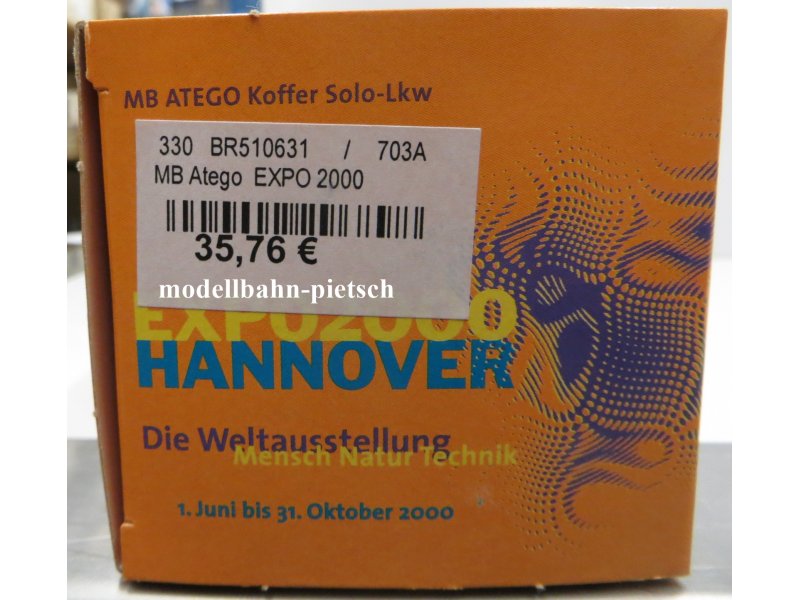 MB ATEGO Koffer Solo-Lkw
330 BR510631 / 703A
MB Atego EXPO 2000
35,76 €
modellbahn-pietsch
EXPO2000
HANNOVER
Die Weltausstellung
Mensch Natur Technik
1. Juni bis 31. Oktober 2000